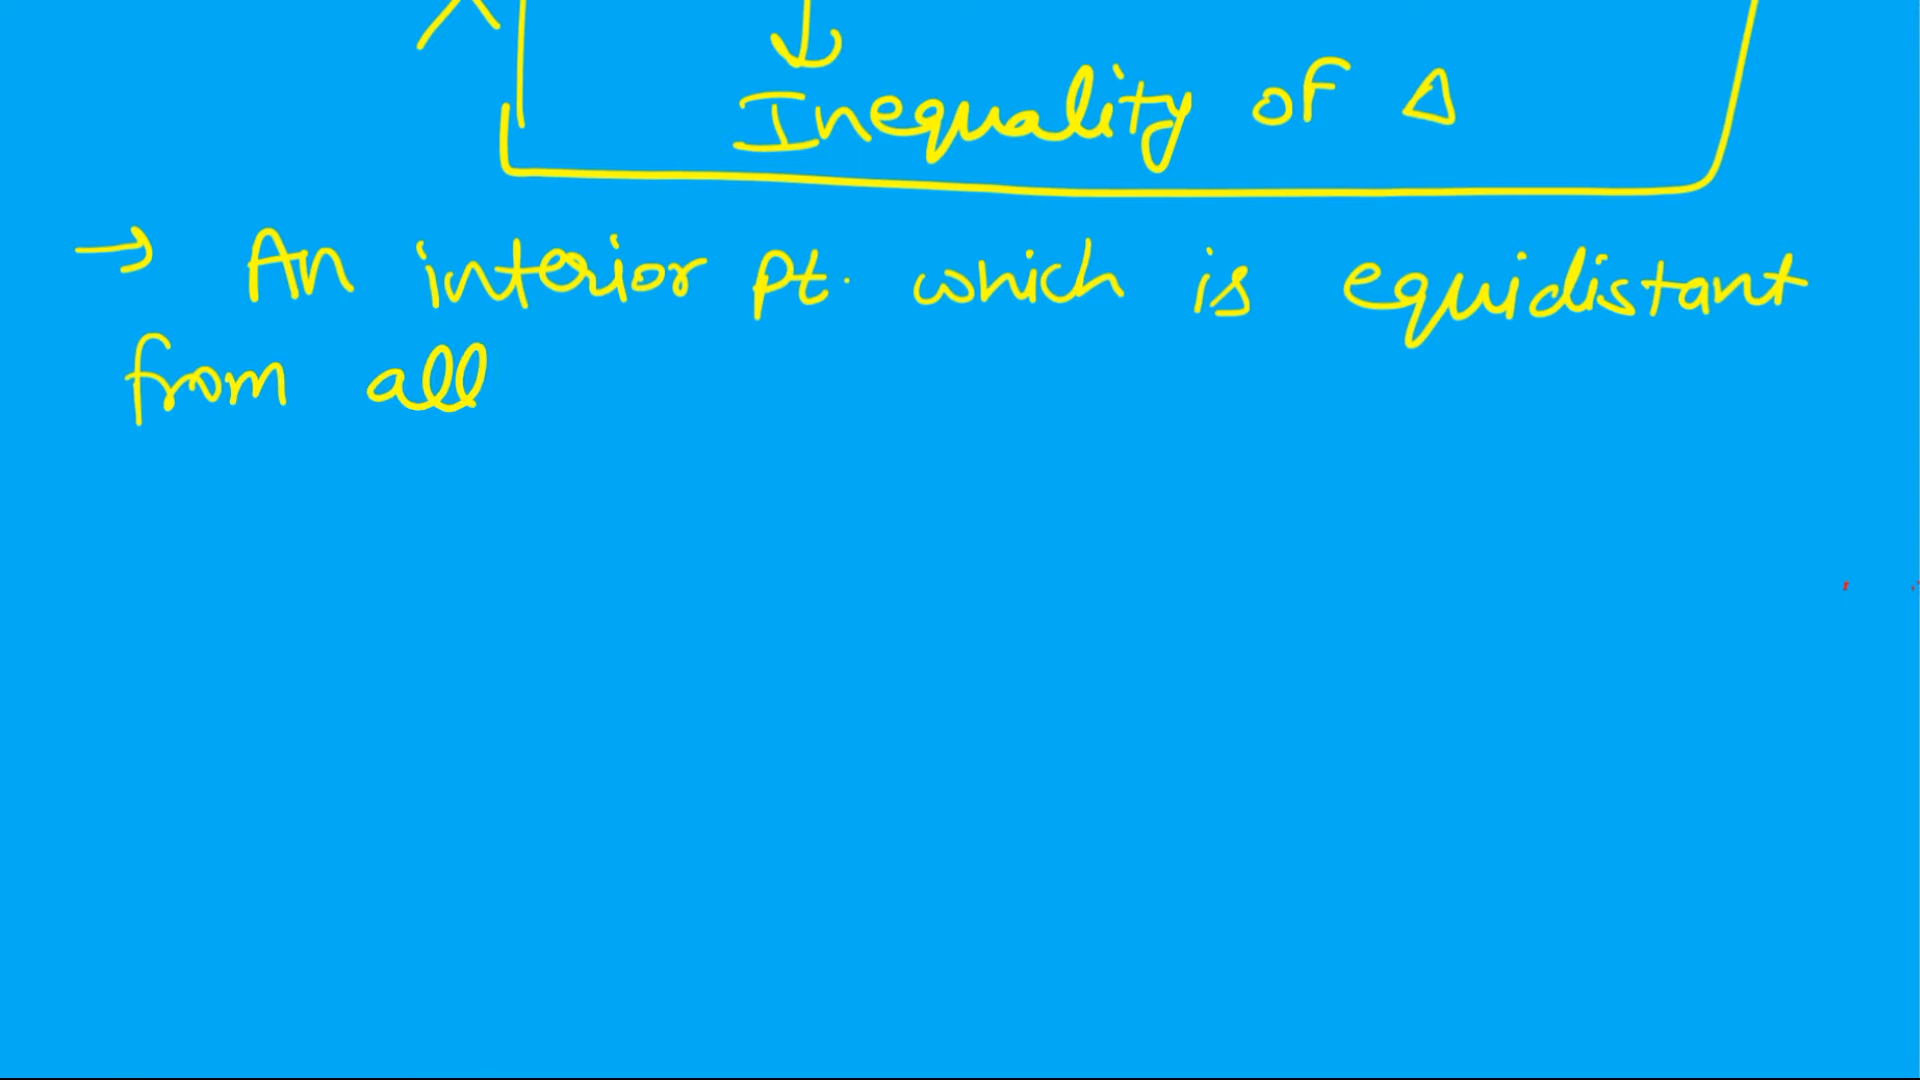 Inequality of Δ
→ An interior pt. which is equidistant
from all